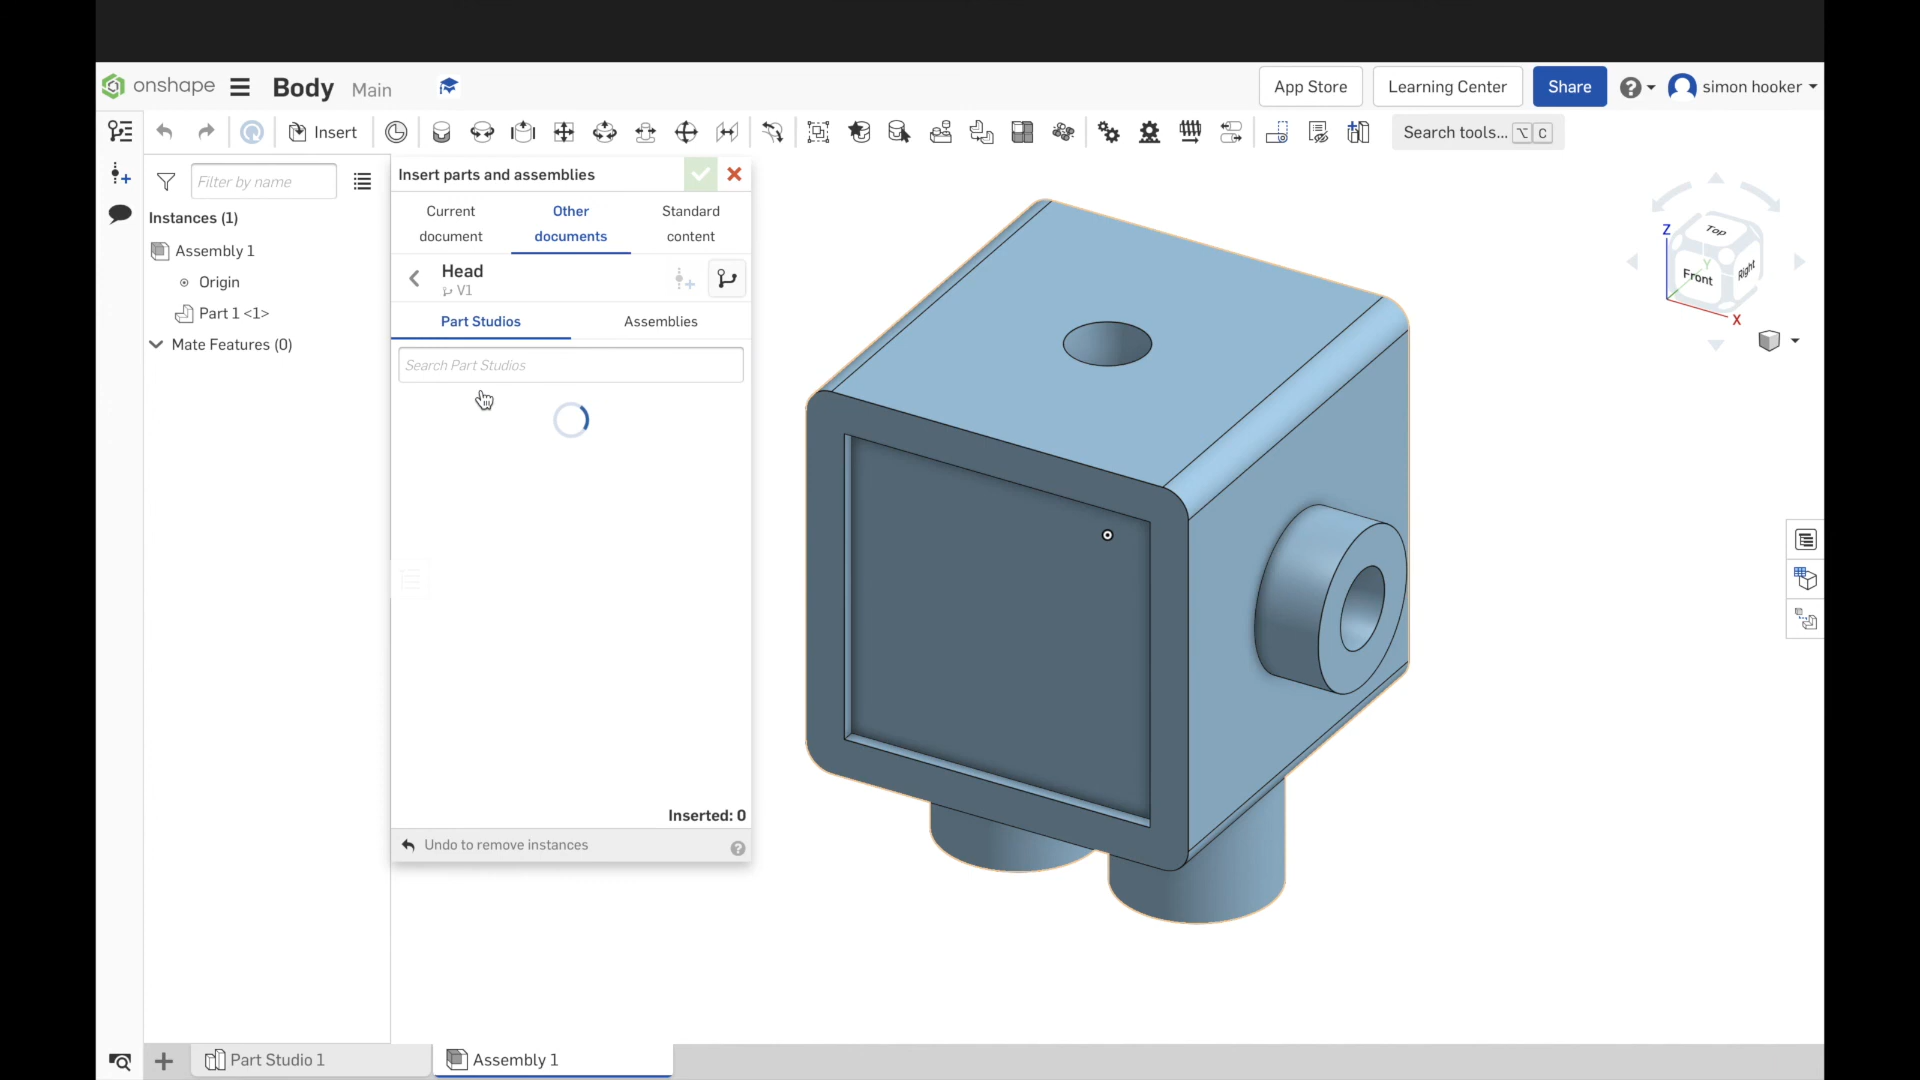 onshape
Body Main
App Store
Learning Center
Share
simon hooker
Insert
Search tools... ⌥ C
Filter by name
Instances (1)
Assembly 1
Origin
Part 1 <1>
Mate Features (0)
Insert parts and assemblies
Current document
Other documents
Standard content
Head
V1
Part Studios
Assemblies
Search Part Studios
Inserted: 0
Undo to remove instances
Z
Top
Y
Front
Right
X
Part Studio 1
Assembly 1